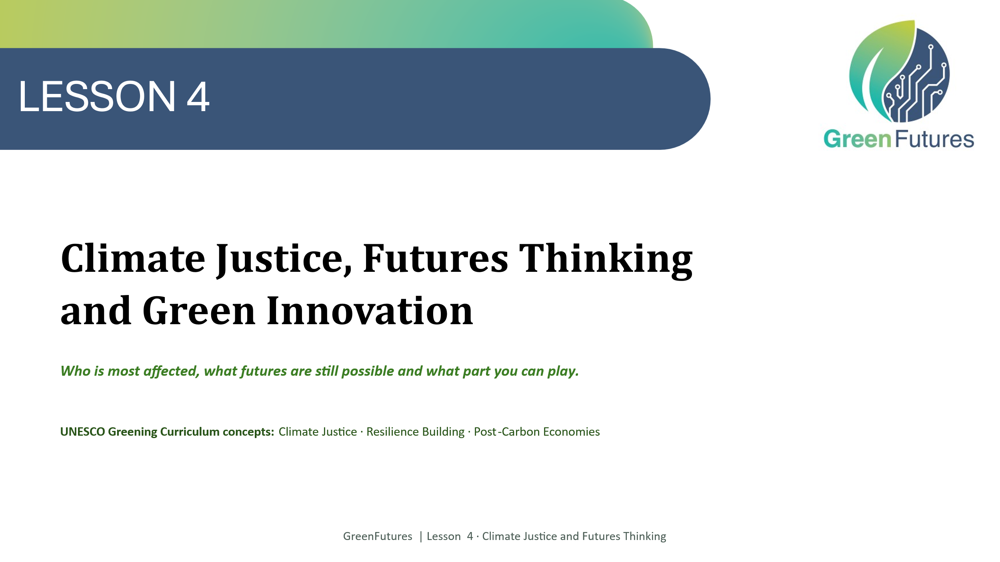 LESSON 4
GreenFutures
Climate Justice, Futures Thinking
and Green Innovation
Who is most affected, what futures are still possible and what part you can play.
UNESCO Greening Curriculum concepts: Climate Justice · Resilience Building · Post-Carbon Economies
GreenFutures | Lesson 4 · Climate Justice and Futures Thinking